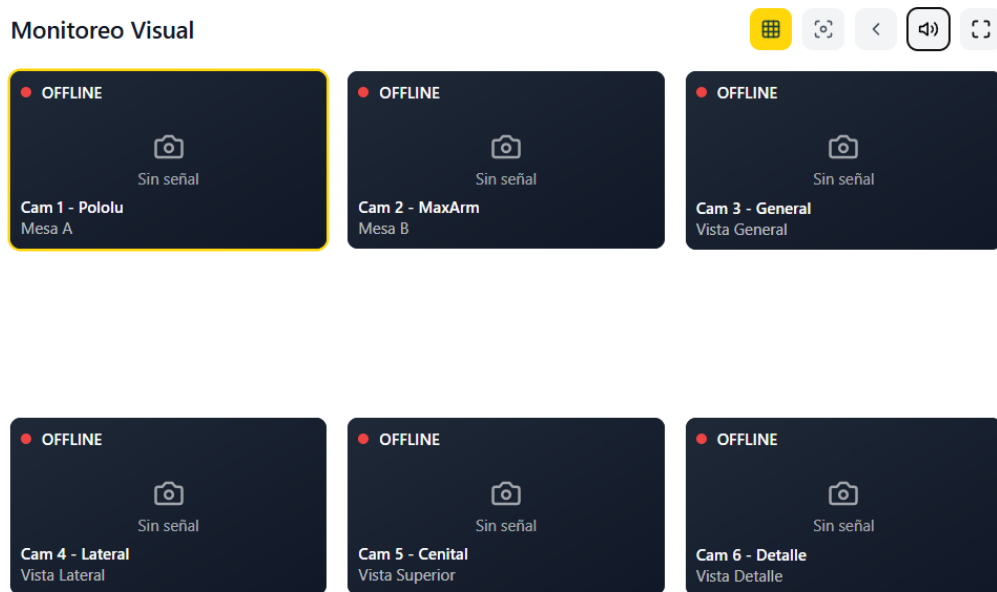 Monitoreo Visual
OFFLINE
Sin señal
Cam 1 - Pololu
Mesa A
OFFLINE
Sin señal
Cam 2 - MaxArm
Mesa B
OFFLINE
Sin señal
Cam 3 - General
Vista General
OFFLINE
Sin señal
Cam 4 - Lateral
Vista Lateral
OFFLINE
Sin señal
Cam 5 - Cenital
Vista Superior
OFFLINE
Sin señal
Cam 6 - Detalle
Vista Detalle